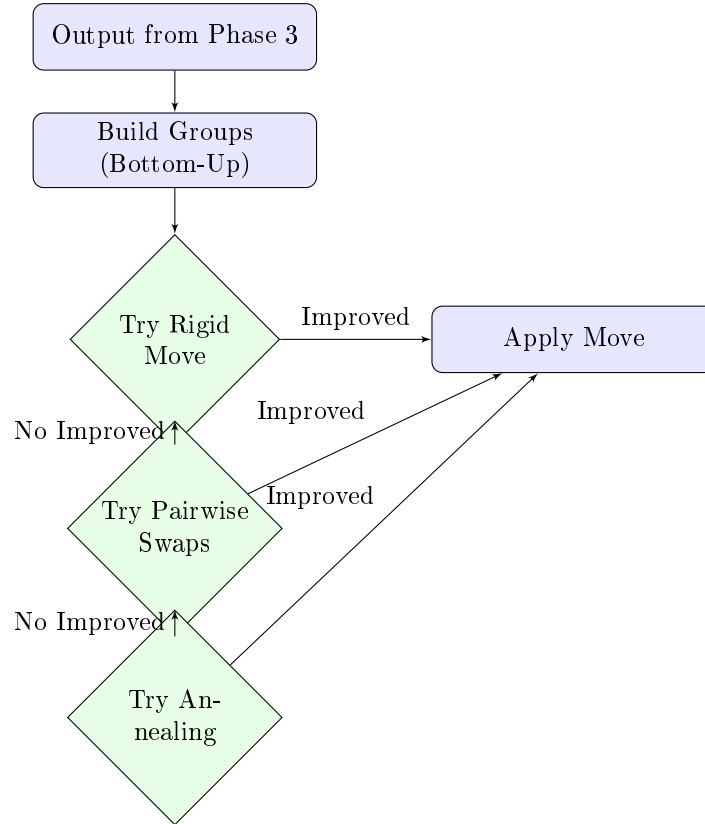 Output from Phase 3
Build Groups
(Bottom-Up)
Try Rigid
Move
Improved
Apply Move
No Improved
Improved
Try Pairwise
Swaps
Improved
No Improved
Try An-
nealing